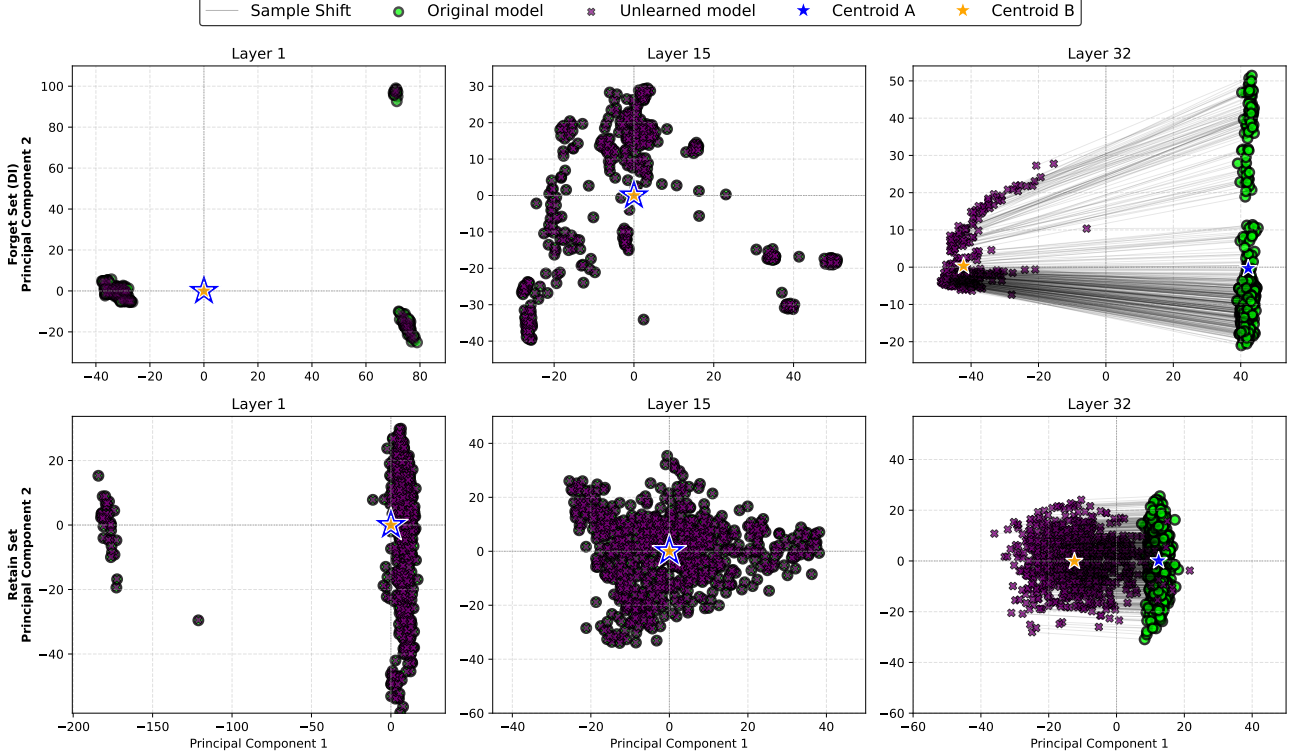 Sample Shift Original model Unlearned model Centroid A Centroid B
Layer 1 Layer 15 Layer 32
Forget Set (DI)
Principal Component 2
100
80
60
40
20
0
−20
−40 −20 0 20 40 60 80
30
20
10
0
−10
−20
−30
−40
−20 0 20 40
50
40
30
20
10
0
−10
−20
−40 −20 0 20 40
Layer 1 Layer 15 Layer 32
Retain Set
Principal Component 2
20
0
−20
−40
−200 −150 −100 −50 0
Principal Component 1
40
20
0
−20
−40
−60
−40 −20 0 20 40
Principal Component 1
40
20
0
−20
−40
−60
−60 −40 −20 0 20 40
Principal Component 1